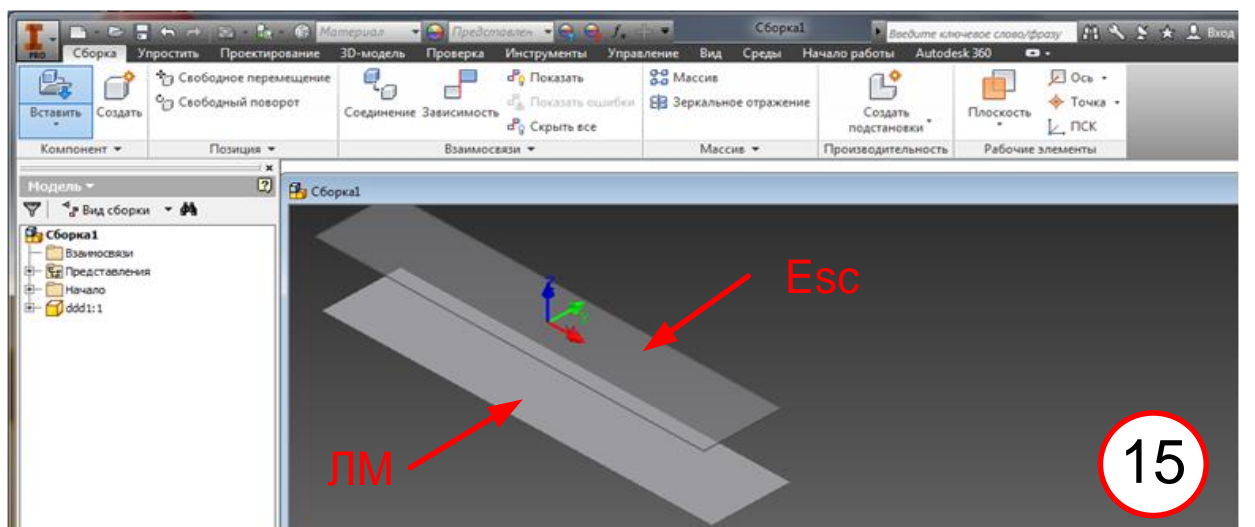 Материал Представлен Сборка1 Введите ключевое слово/фразу Вход
PRO Сборка Упростить Проектирование 3D-модель Проверка Инструменты Управление Вид Среды Начало работы Autodesk 360
Вставить
Создать
Свободное перемещение
Свободный поворот
Соединение
Зависимость
Показать
Показать ошибки
Скрыть все
Массив
Зеркальное отражение
Создать
подстановки
Плоскость
Ось
Точка
ПСК
Компонент Позиция Взаимосвязи Массив Производительность Рабочие элементы
Модель
Вид сборки
Сборка1
Взаимосвязи
Представления
Начало
ddd1:1
Сборка1
Z
Esc
ЛМ
15